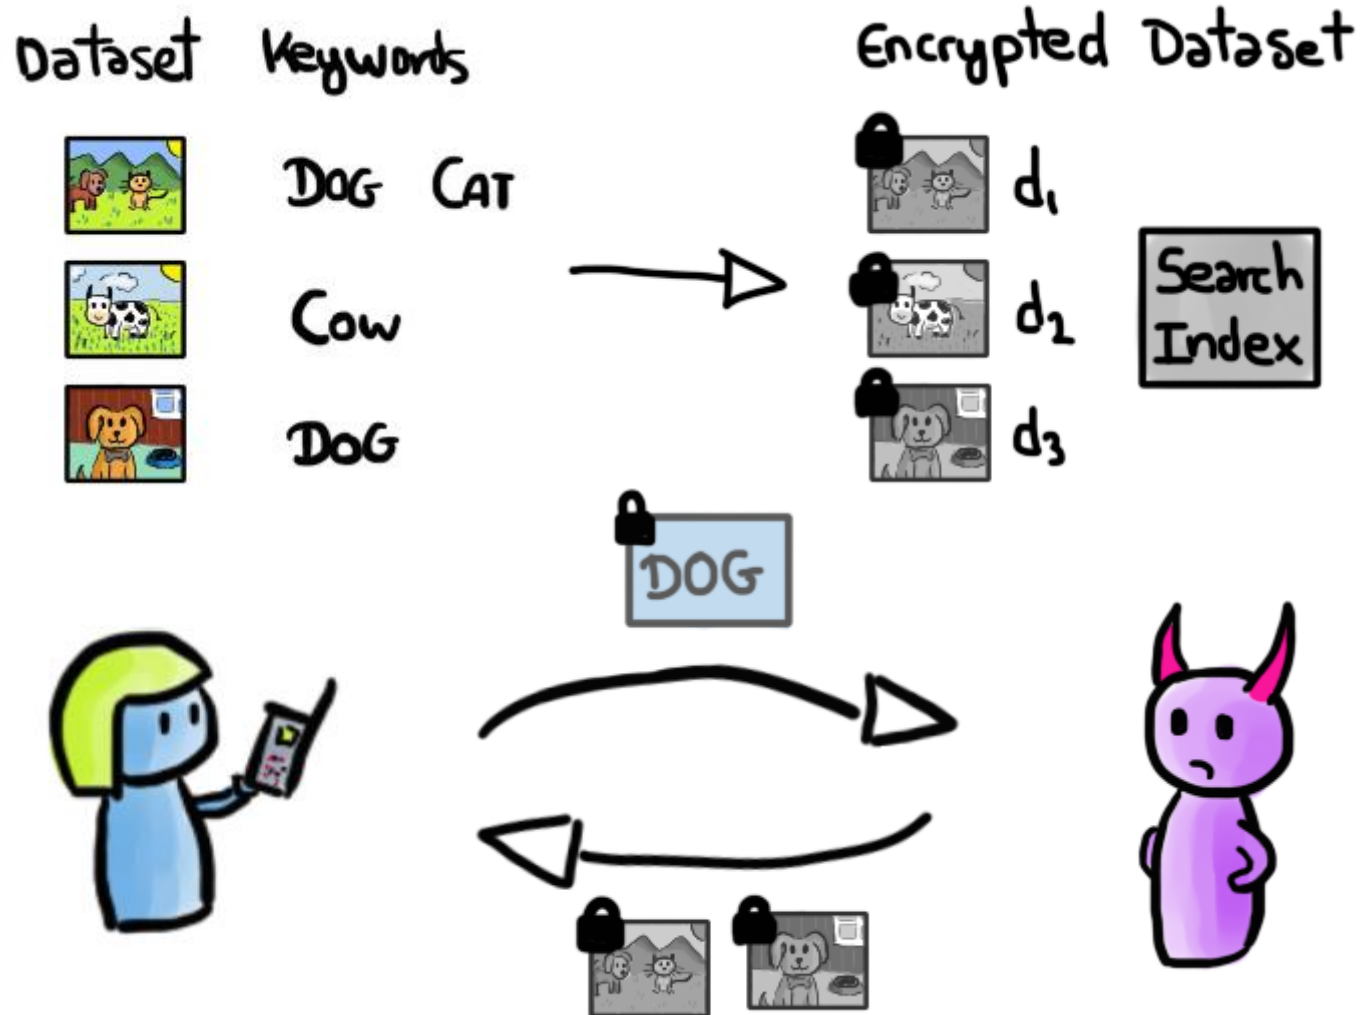 Dataset Keywords
Encrypted Dataset
DOG CAT
d₁
Cow
d₂
Search
Index
DOG
d₃
DOG